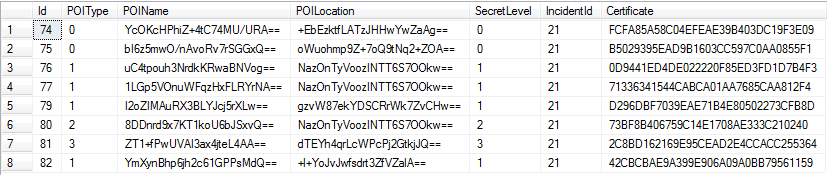 Id POIType POIName POILocation SecretLevel IncidentId Certificate
1 74 0 YcOKcHPhiZ+4tC74MU/URA== +EbEzktfLATzJHHwYwZaAg== 0 21 FCFA85A58C04EFEAE39B403DC19F3E09
2 75 0 bI6z5mwO/nAvoRv7rSGGxQ== oWuohmp9Z+7oQ9tNq2+ZOA== 0 21 B5029395EAD9B1603CC597C0AA0855F1
3 76 1 uC4tpouh3NrdkKRwaBNVog== NazOnTyVoozINTT6S7OOkw== 1 21 0D9441ED4DE022220F85ED3FD1D7B4F3
4 77 1 1LGp5VOnuWFqzHxFLRYrNA== NazOnTyVoozINTT6S7OOkw== 1 21 71336341544CABCA01AA7685CAA812F4
5 79 1 I2oZIMAuRX3BLYJcj5rXLw== gzvW87ekYDSCRrWk7ZvCHw== 1 21 D296DBF7039EAE71B4E80502273CFB8D
6 80 2 8DDnrd9x7KT1koU6bJSxvQ== NazOnTyVoozINTT6S7OOkw== 2 21 73BF8B406759C14E1708AE333C210240
7 81 3 ZT1+fPwUVAI3ax4jteL4AA== dTEYh4qrLcWPcPj2GtkjJQ== 3 21 2C8BD162169E95CEAD2E4CCACC255364
8 82 1 YmXynBhp6jh2c61GPPsMdQ== +I+YoJvJwfsdrt3ZfVZaIA== 1 21 42CBCBAE9A399E906A09A0BB79561159